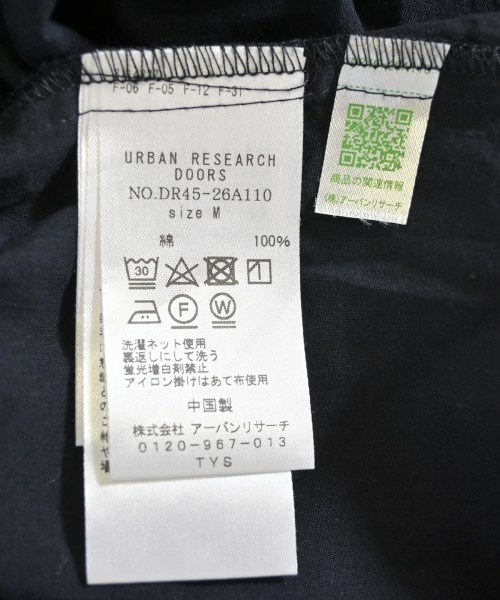 F-06 F-05 F-12 F-31
URBAN RESEARCH
DOORS
NO.DR45-26A110
size M
綿 100%
30
F W
洗濯ネット使用
裏返しにして洗う
蛍光増白剤禁止
アイロン掛けはあて布使用
中国製
株式会社 アーバンリサーチ
0120-967-013
TYS
商品の関連情報
(株)アーバンリサーチ